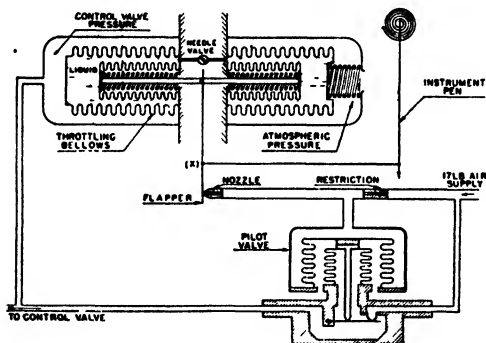 CONTROL VALVE
PRESSURE
NEEDLE
VALVE
LIQUID
INSTRUMENT
PEN
THROTTLING
BELLOWS
ATMOSPHERIC
PRESSURE
(X)
NOZZLE
RESTRICTION
17LB AIR
SUPPLY
FLAPPER
PILOT
VALVE
TO CONTROL VALVE